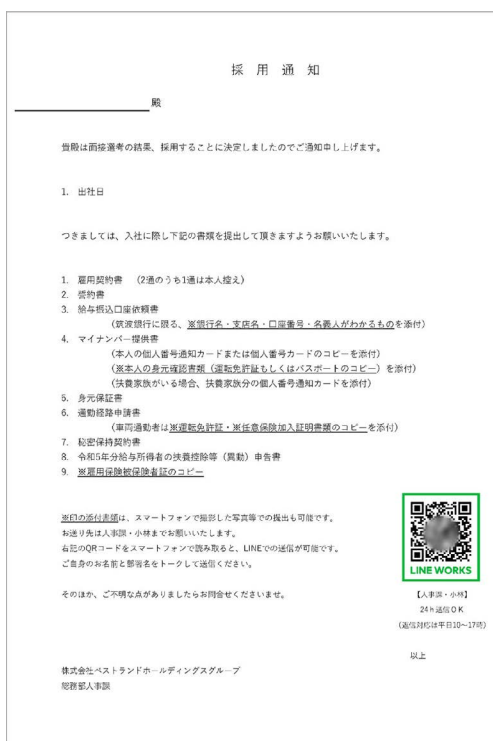 採用通知
殿
貴殿は面接選考の結果、採用することに決定しましたのでご通知申し上げます。
1. 出社日
つきましては、入社に際し下記の書類を提出して頂きますようお願いいたします。
1. 雇用契約書　（2通のうち1通は本人控え）
2. 誓約書
3. 給与振込口座依頼書
（筑波銀行に限る、※銀行名・支店名・口座番号・名義人がわかるものを添付）
4. マイナンバー提供書
（本人の個人番号通知カードまたは個人番号カードのコピーを添付）
（※本人の身元確認書類（運転免許証もしくはパスポートのコピー）を添付）
（扶養家族がいる場合、扶養家族分の個人番号通知カードを添付）
5. 身元保証書
6. 通勤経路申請書
（車両通勤者は※運転免許証・※任意保険加入証明書類のコピーを添付）
7. 秘密保持契約書
8. 令和5年分給与所得者の扶養控除等（異動）申告書
9. ※雇用保険被保険者証のコピー
※印の添付書類は、スマートフォンで撮影した写真等での提出も可能です。
お送り先は人事課・小林までお願いいたします。
右記のQRコードをスマートフォンで読み取ると、LINEでの送信が可能です。
ご自身のお名前と部署名をトークして送信ください。
そのほか、ご不明な点がありましたらお問合せくださいませ。
LINE WORKS
【人事課・小林】
24ｈ送信ＯＫ
（返信対応は平日10～17時）
以上
株式会社ベストランドホールディングスグループ
総務部人事課